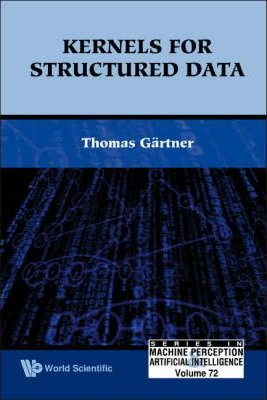 KERNELS FOR
STRUCTURED DATA
Thomas Gärtner
SERIES IN
MACHINE PERCEPTION
ARTIFICIAL INTELLIGENCE
Volume 72
World Scientific